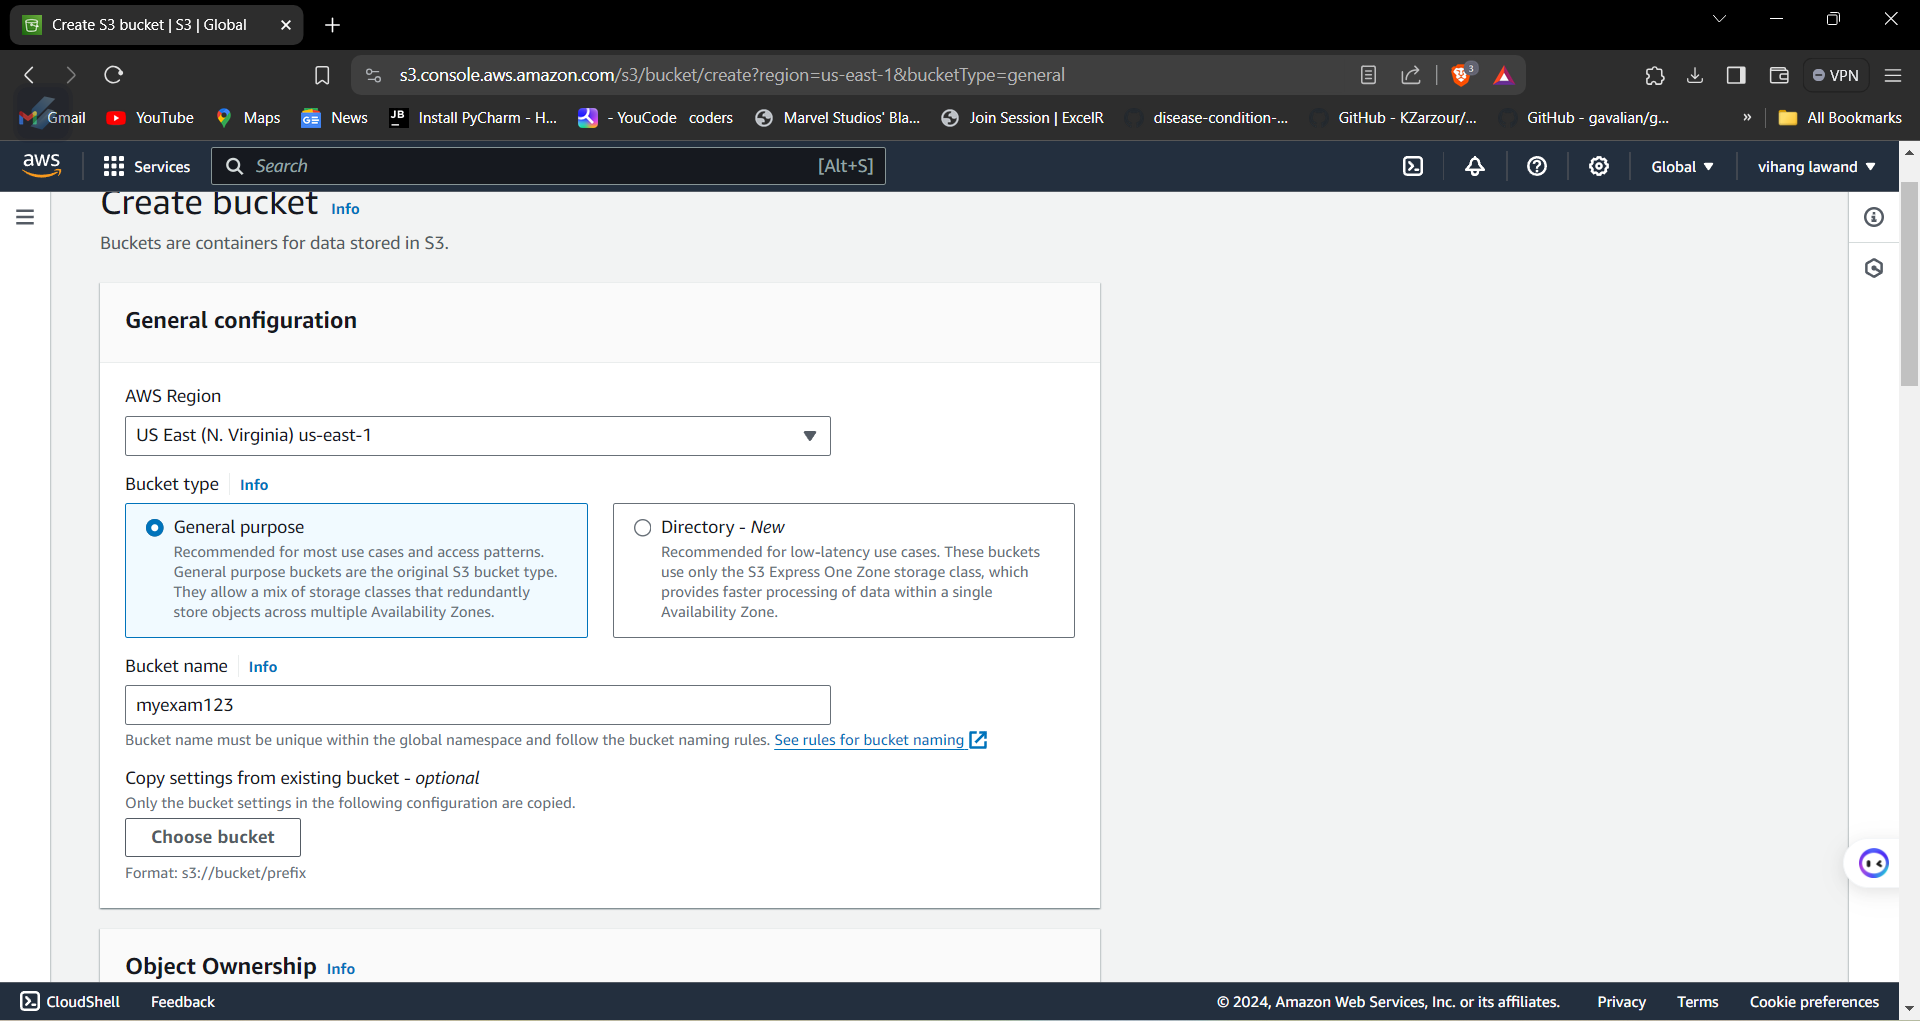 Create S3 bucket | S3 | Global
s3.console.aws.amazon.com/s3/bucket/create?region=us-east-1&bucketType=general
3
VPN
Gmail
YouTube
Maps
News
JB
Install PyCharm - H...
- YouCode coders
Marvel Studios' Bla...
Join Session | ExcelR
disease-condition-...
GitHub - KZarzour/...
GitHub - gavalian/g...
»
All Bookmarks
aws
Services
Search
[Alt+S]
Global
vihang lawand
Create bucket Info
Buckets are containers for data stored in S3.
General configuration
AWS Region
US East (N. Virginia) us-east-1
Bucket type Info
General purpose
Recommended for most use cases and access patterns.
General purpose buckets are the original S3 bucket type.
They allow a mix of storage classes that redundantly
store objects across multiple Availability Zones.
Directory - New
Recommended for low-latency use cases. These buckets
use only the S3 Express One Zone storage class, which
provides faster processing of data within a single
Availability Zone.
Bucket name Info
myexam123
Bucket name must be unique within the global namespace and follow the bucket naming rules. See rules for bucket naming
Copy settings from existing bucket - optional
Only the bucket settings in the following configuration are copied.
Choose bucket
Format: s3://bucket/prefix
Object Ownership Info
CloudShell
Feedback
© 2024, Amazon Web Services, Inc. or its affiliates.
Privacy
Terms
Cookie preferences